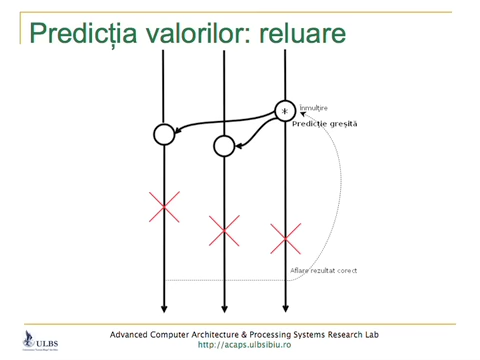 Predicția valorilor: reluare
Înmulțire
*
Predicție greșită
Aflare rezultat corect
ULBS
Advanced Computer Architecture & Processing Systems Research Lab
http://acaps.ulbsibiu.ro